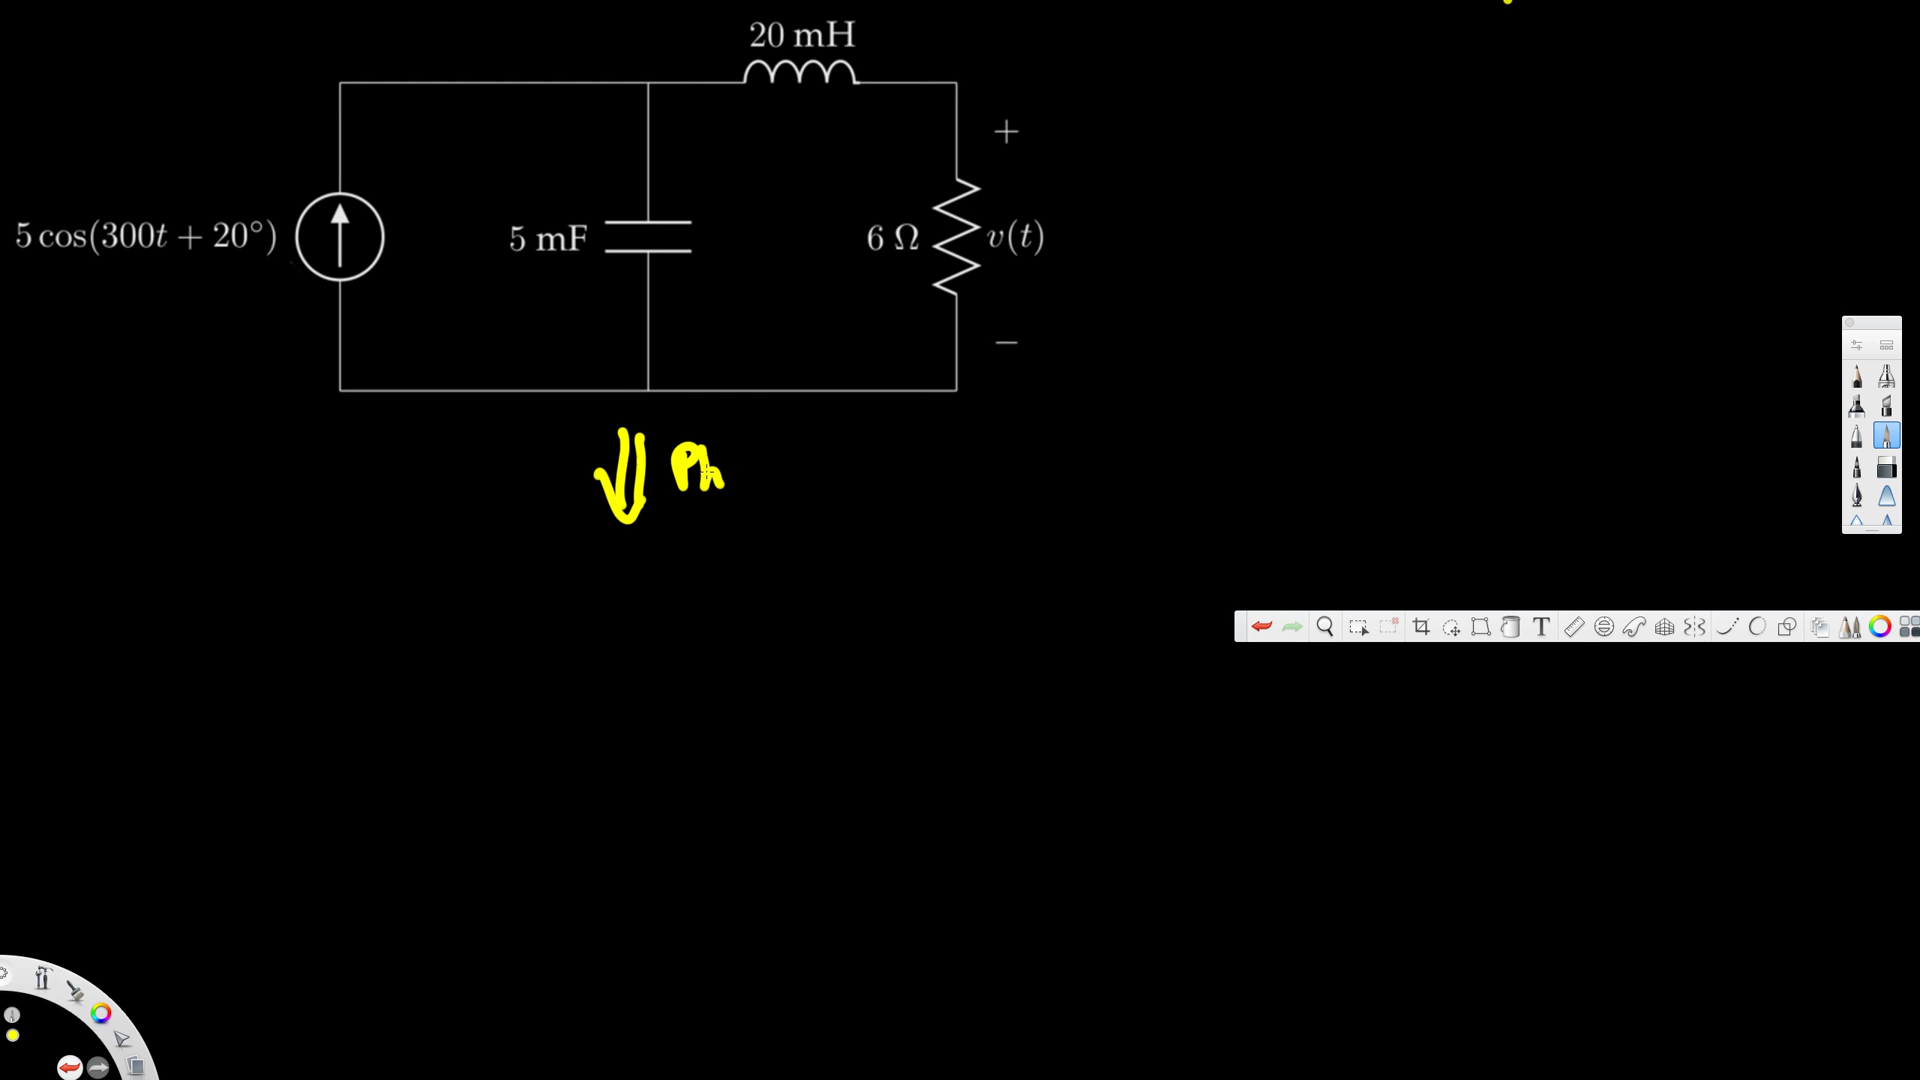 20 mH
+
5 cos(300t + 20°)
5 mF
6 Ω
v(t)
−
Ph
T